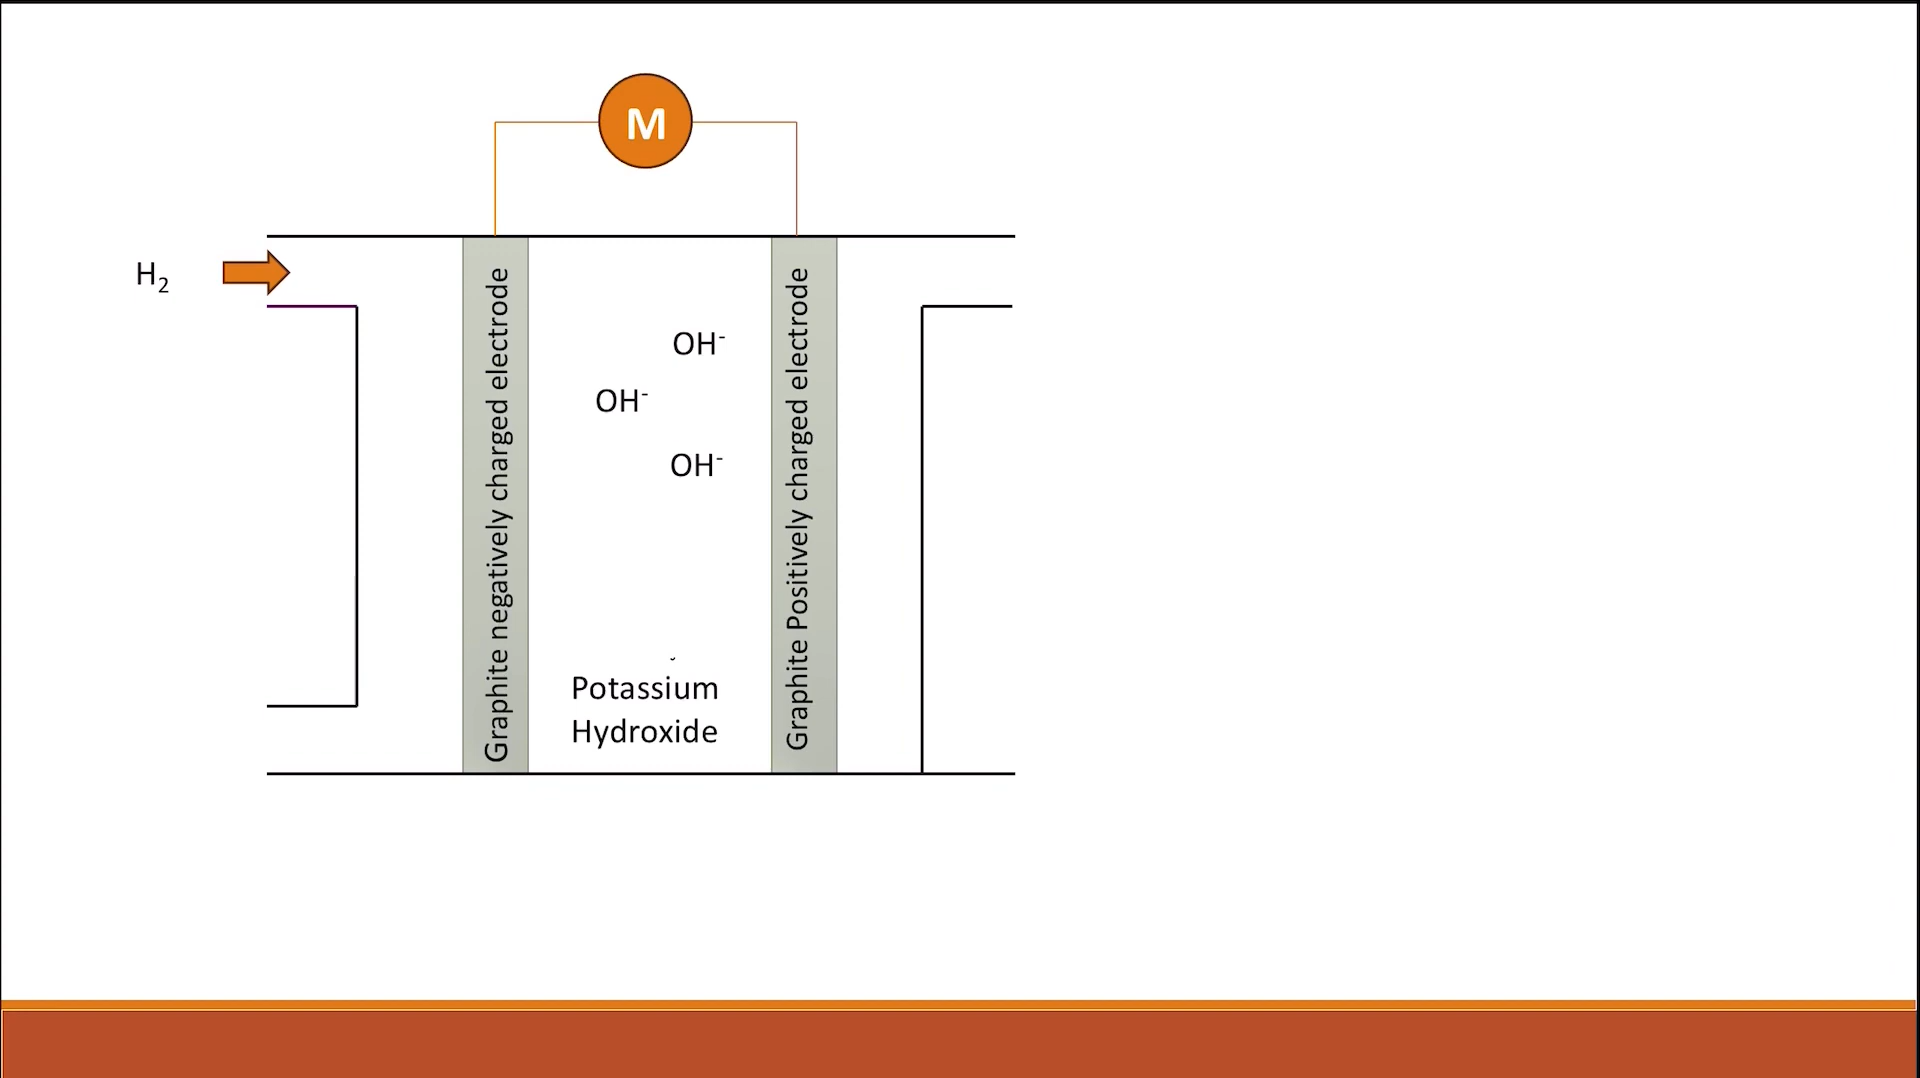 M
H₂
Graphite negatively charged electrode
OH⁻
OH⁻
OH⁻
Potassium
Hydroxide
Graphite Positively charged electrode